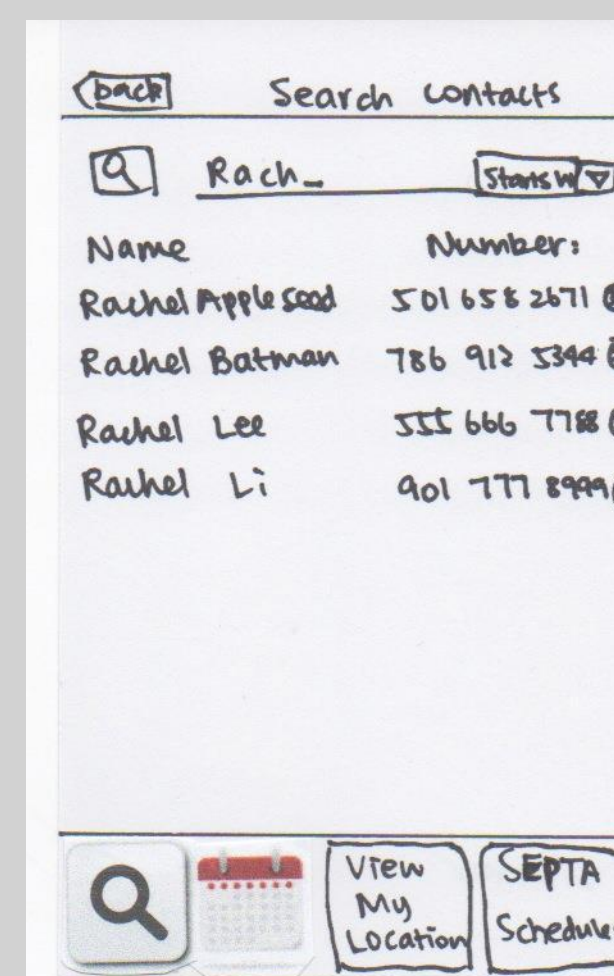 back Search contacts
Rach_ Starts w
Name Number:
Rachel Appleseed 501 658 2671
Rachel Batman 786 912 5344
Rachel Lee 555 666 7788
Rachel Li 901 777 8999
View My Location
SEPTA Schedule